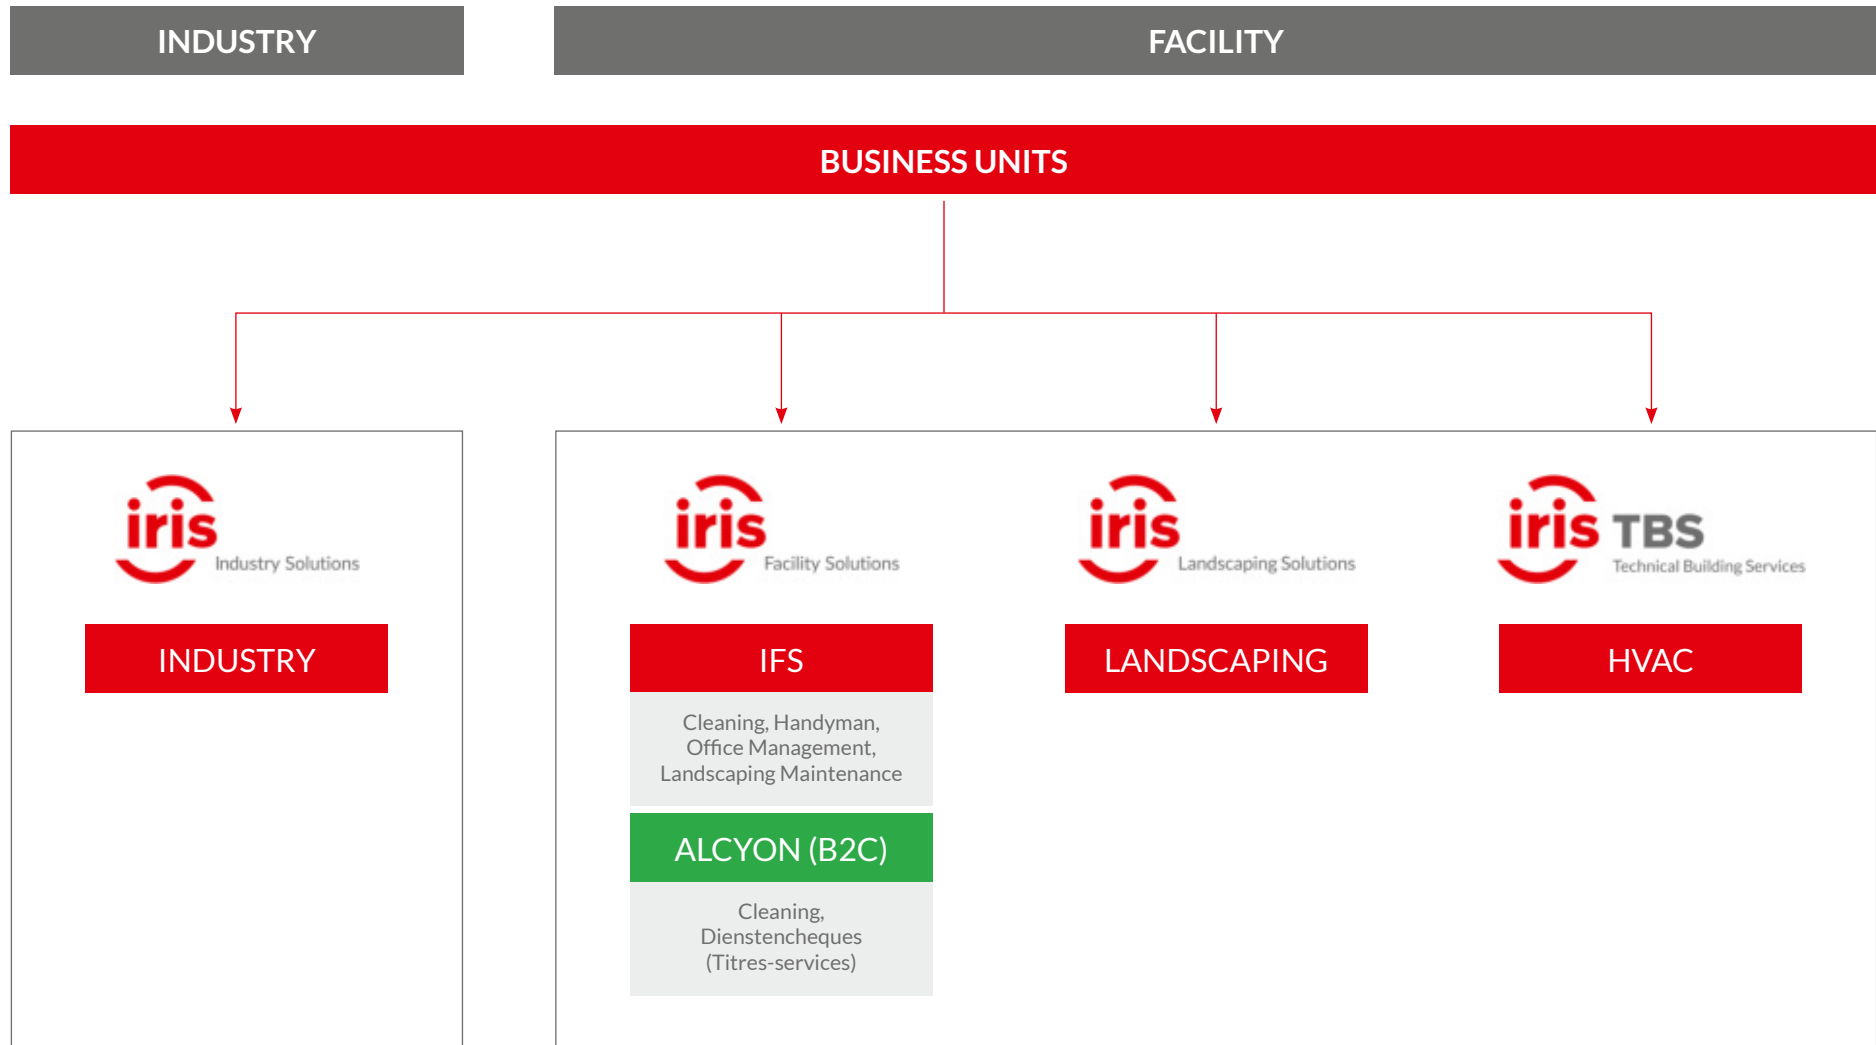 INDUSTRY
FACILITY
BUSINESS UNITS
iris
Industry Solutions
INDUSTRY
iris
Facility Solutions
IFS
Cleaning, Handyman,
Office Management,
Landscaping Maintenance
ALCYON (B2C)
Cleaning,
Dienstencheques
(Titres-services)
iris
Landscaping Solutions
LANDSCAPING
iris TBS
Technical Building Services
HVAC